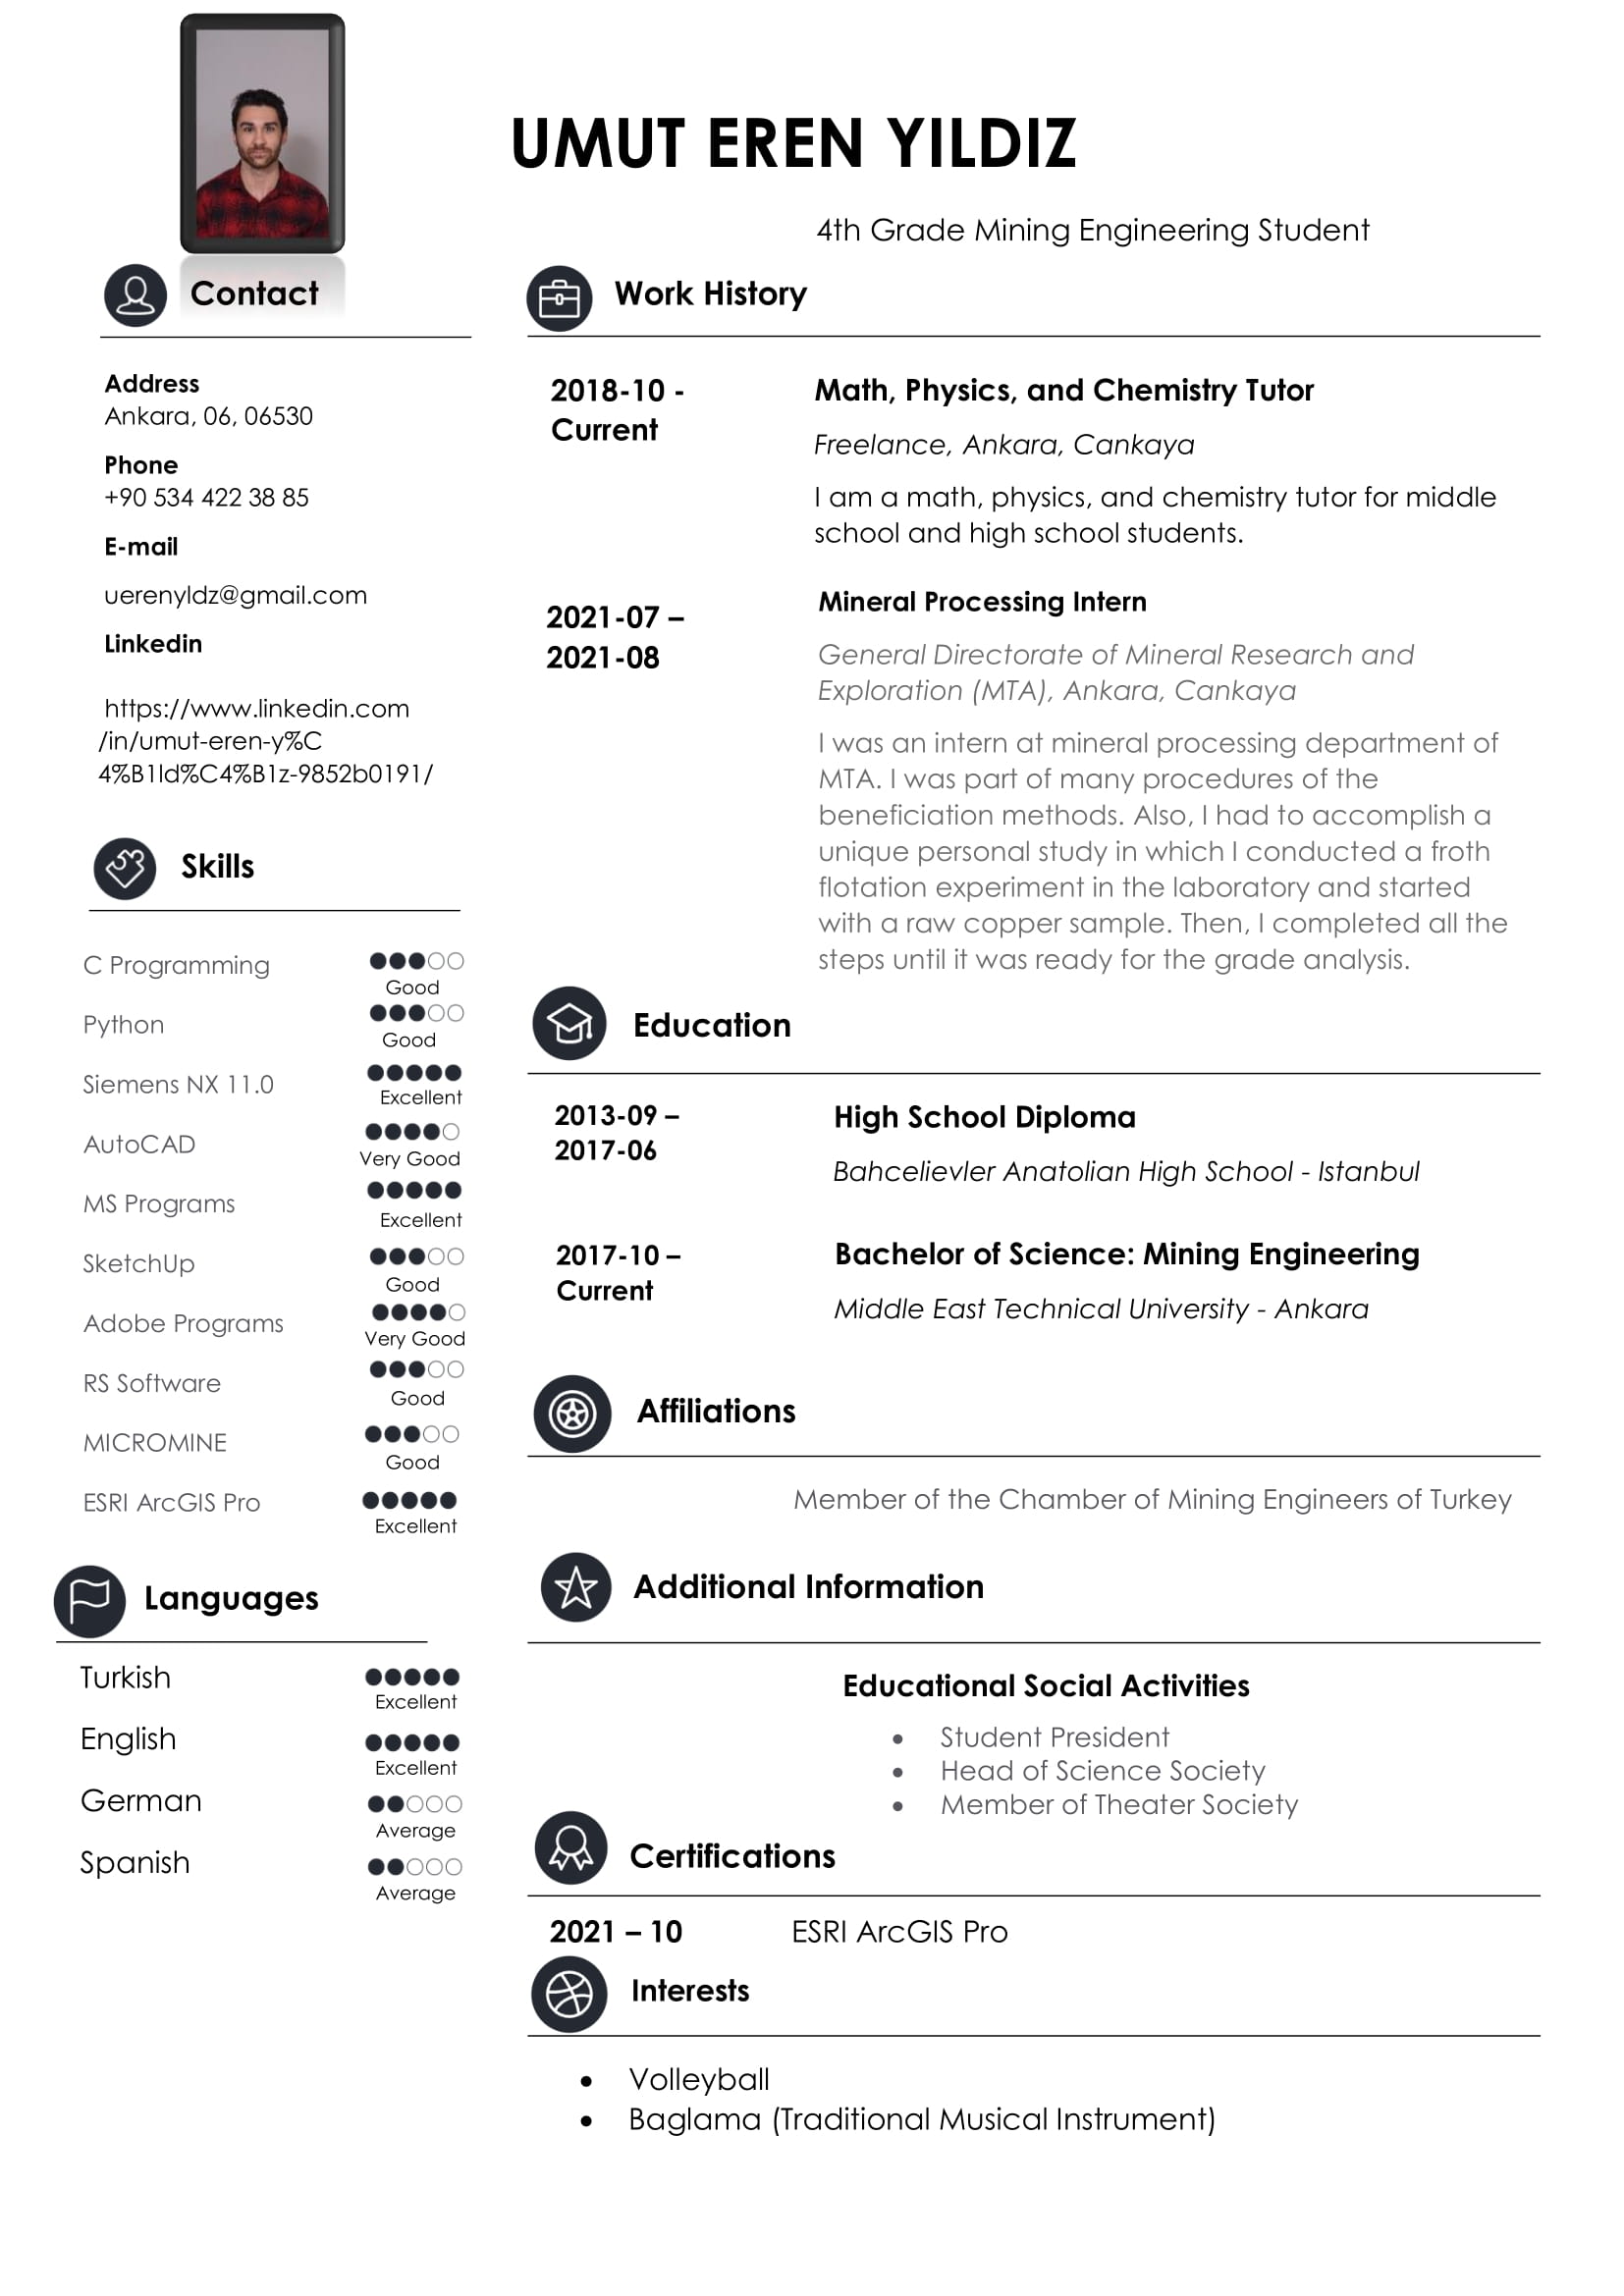 UMUT EREN YILDIZ
4th Grade Mining Engineering Student
Contact
Address
Ankara, 06, 06530
Phone
+90 534 422 38 85
E-mail
uerenyldz@gmail.com
Linkedin
https://www.linkedin.com
/in/umut-eren-y%C
4%B1ld%C4%B1z-9852b0191/
Skills
C Programming
Good
Python
Good
Siemens NX 11.0
Excellent
AutoCAD
Very Good
MS Programs
Excellent
SketchUp
Good
Adobe Programs
Very Good
RS Software
Good
MICROMINE
Good
ESRI ArcGIS Pro
Excellent
Languages
Turkish
Excellent
English
Excellent
German
Average
Spanish
Average
Work History
2018-10 -
Current
Math, Physics, and Chemistry Tutor
Freelance, Ankara, Cankaya
I am a math, physics, and chemistry tutor for middle
school and high school students.
2021-07 –
2021-08
Mineral Processing Intern
General Directorate of Mineral Research and
Exploration (MTA), Ankara, Cankaya
I was an intern at mineral processing department of
MTA. I was part of many procedures of the
beneficiation methods. Also, I had to accomplish a
unique personal study in which I conducted a froth
flotation experiment in the laboratory and started
with a raw copper sample. Then, I completed all the
steps until it was ready for the grade analysis.
Education
2013-09 –
2017-06
High School Diploma
Bahcelievler Anatolian High School - Istanbul
2017-10 –
Current
Bachelor of Science: Mining Engineering
Middle East Technical University - Ankara
Affiliations
Member of the Chamber of Mining Engineers of Turkey
Additional Information
Educational Social Activities
• Student President
• Head of Science Society
• Member of Theater Society
Certifications
2021 – 10 ESRI ArcGIS Pro
Interests
• Volleyball
• Baglama (Traditional Musical Instrument)